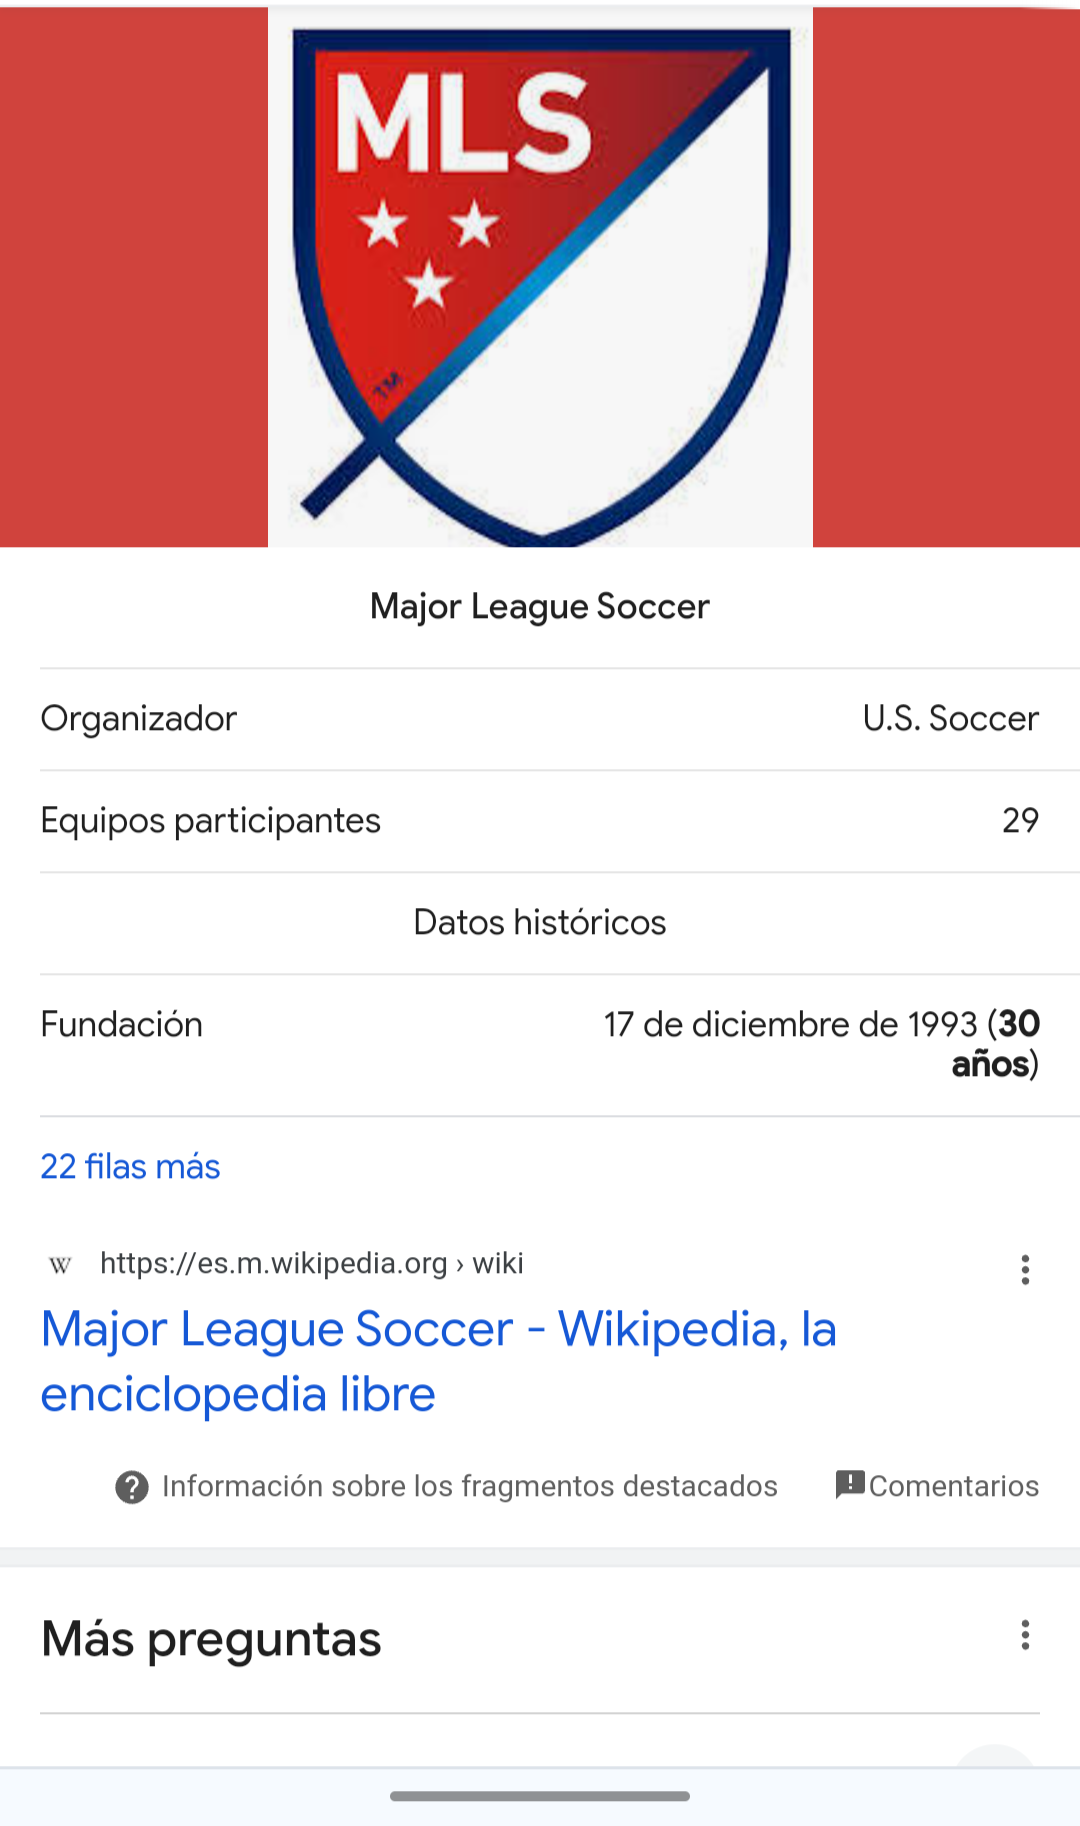 MLS
TM
Major League Soccer
Organizador U.S. Soccer
Equipos participantes 29
Datos históricos
Fundación 17 de diciembre de 1993 (30
años)
22 filas más
W https://es.m.wikipedia.org › wiki
Major League Soccer - Wikipedia, la
enciclopedia libre
Información sobre los fragmentos destacados Comentarios
Más preguntas